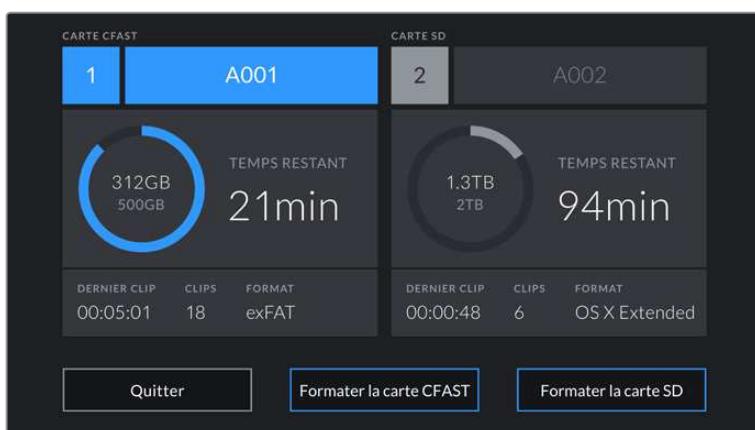 CARTE CFAST
1
A001
312GB
500GB
TEMPS RESTANT
21min
DERNIER CLIP
CLIPS
FORMAT
00:05:01
18
exFAT
CARTE SD
2
A002
1.3TB
2TB
TEMPS RESTANT
94min
DERNIER CLIP
CLIPS
FORMAT
00:00:48
6
OS X Extended
Quitter
Formater la carte CFAST
Formater la carte SD